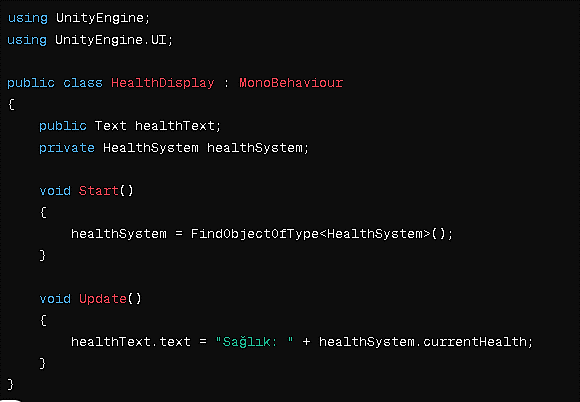 using UnityEngine;
using UnityEngine.UI;
public class HealthDisplay : MonoBehaviour
{
public Text healthText;
private HealthSystem healthSystem;
void Start()
{
healthSystem = FindObjectOfType<HealthSystem>();
}
void Update()
{
healthText.text = "Sağlık: " + healthSystem.currentHealth;
}
}